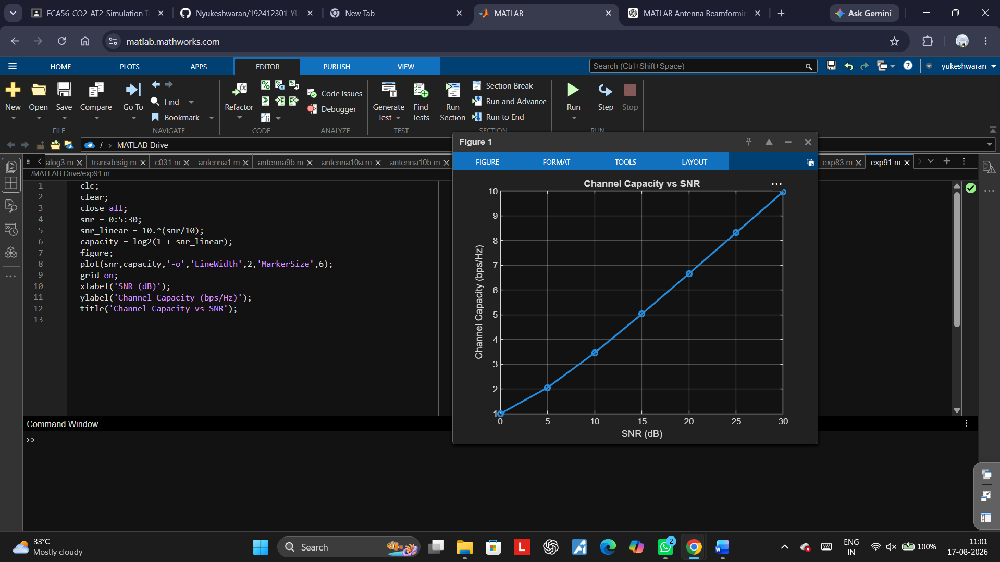 ECA56_CO2_AT2-Simulation T
Nyukeshwaran/192412301-YU
New Tab
MATLAB
MATLAB Antenna Beamformin
Ask Gemini
matlab.mathworks.com
HOME
PLOTS
APPS
EDITOR
PUBLISH
VIEW
Search (Ctrl+Shift+Space)
yukeshwaran
New
Open
Save
Compare
Go To
Find
Bookmark
Refactor
Code Issues
Debugger
Generate
Test
Find
Tests
Run
Section
Section Break
Run and Advance
Run to End
Run
Step
Stop
FILE
NAVIGATE
CODE
ANALYZE
TEST
SECTION
RUN
/ › MATLAB Drive
alog3.m
transdesig.m
c031.m
antenna1.m
antenna9b.m
antenna10a.m
antenna10b.m
exp83.m
exp91.m
/MATLAB Drive/exp91.m
1 clc;
2 clear;
3 close all;
4 snr = 0:5:30;
5 snr_linear = 10.^(snr/10);
6 capacity = log2(1 + snr_linear);
7 figure;
8 plot(snr,capacity,'-o','LineWidth',2,'MarkerSize',6);
9 grid on;
10 xlabel('SNR (dB)');
11 ylabel('Channel Capacity (bps/Hz)');
12 title('Channel Capacity vs SNR');
13
Figure 1
FIGURE
FORMAT
TOOLS
LAYOUT
Channel Capacity vs SNR
10
9
8
7
6
5
4
3
2
1
Channel Capacity (bps/Hz)
0 5 10 15 20 25 30
SNR (dB)
Command Window
>>
33°C
Mostly cloudy
Search
2
ENG
IN
100%
11:01
17-08-2026